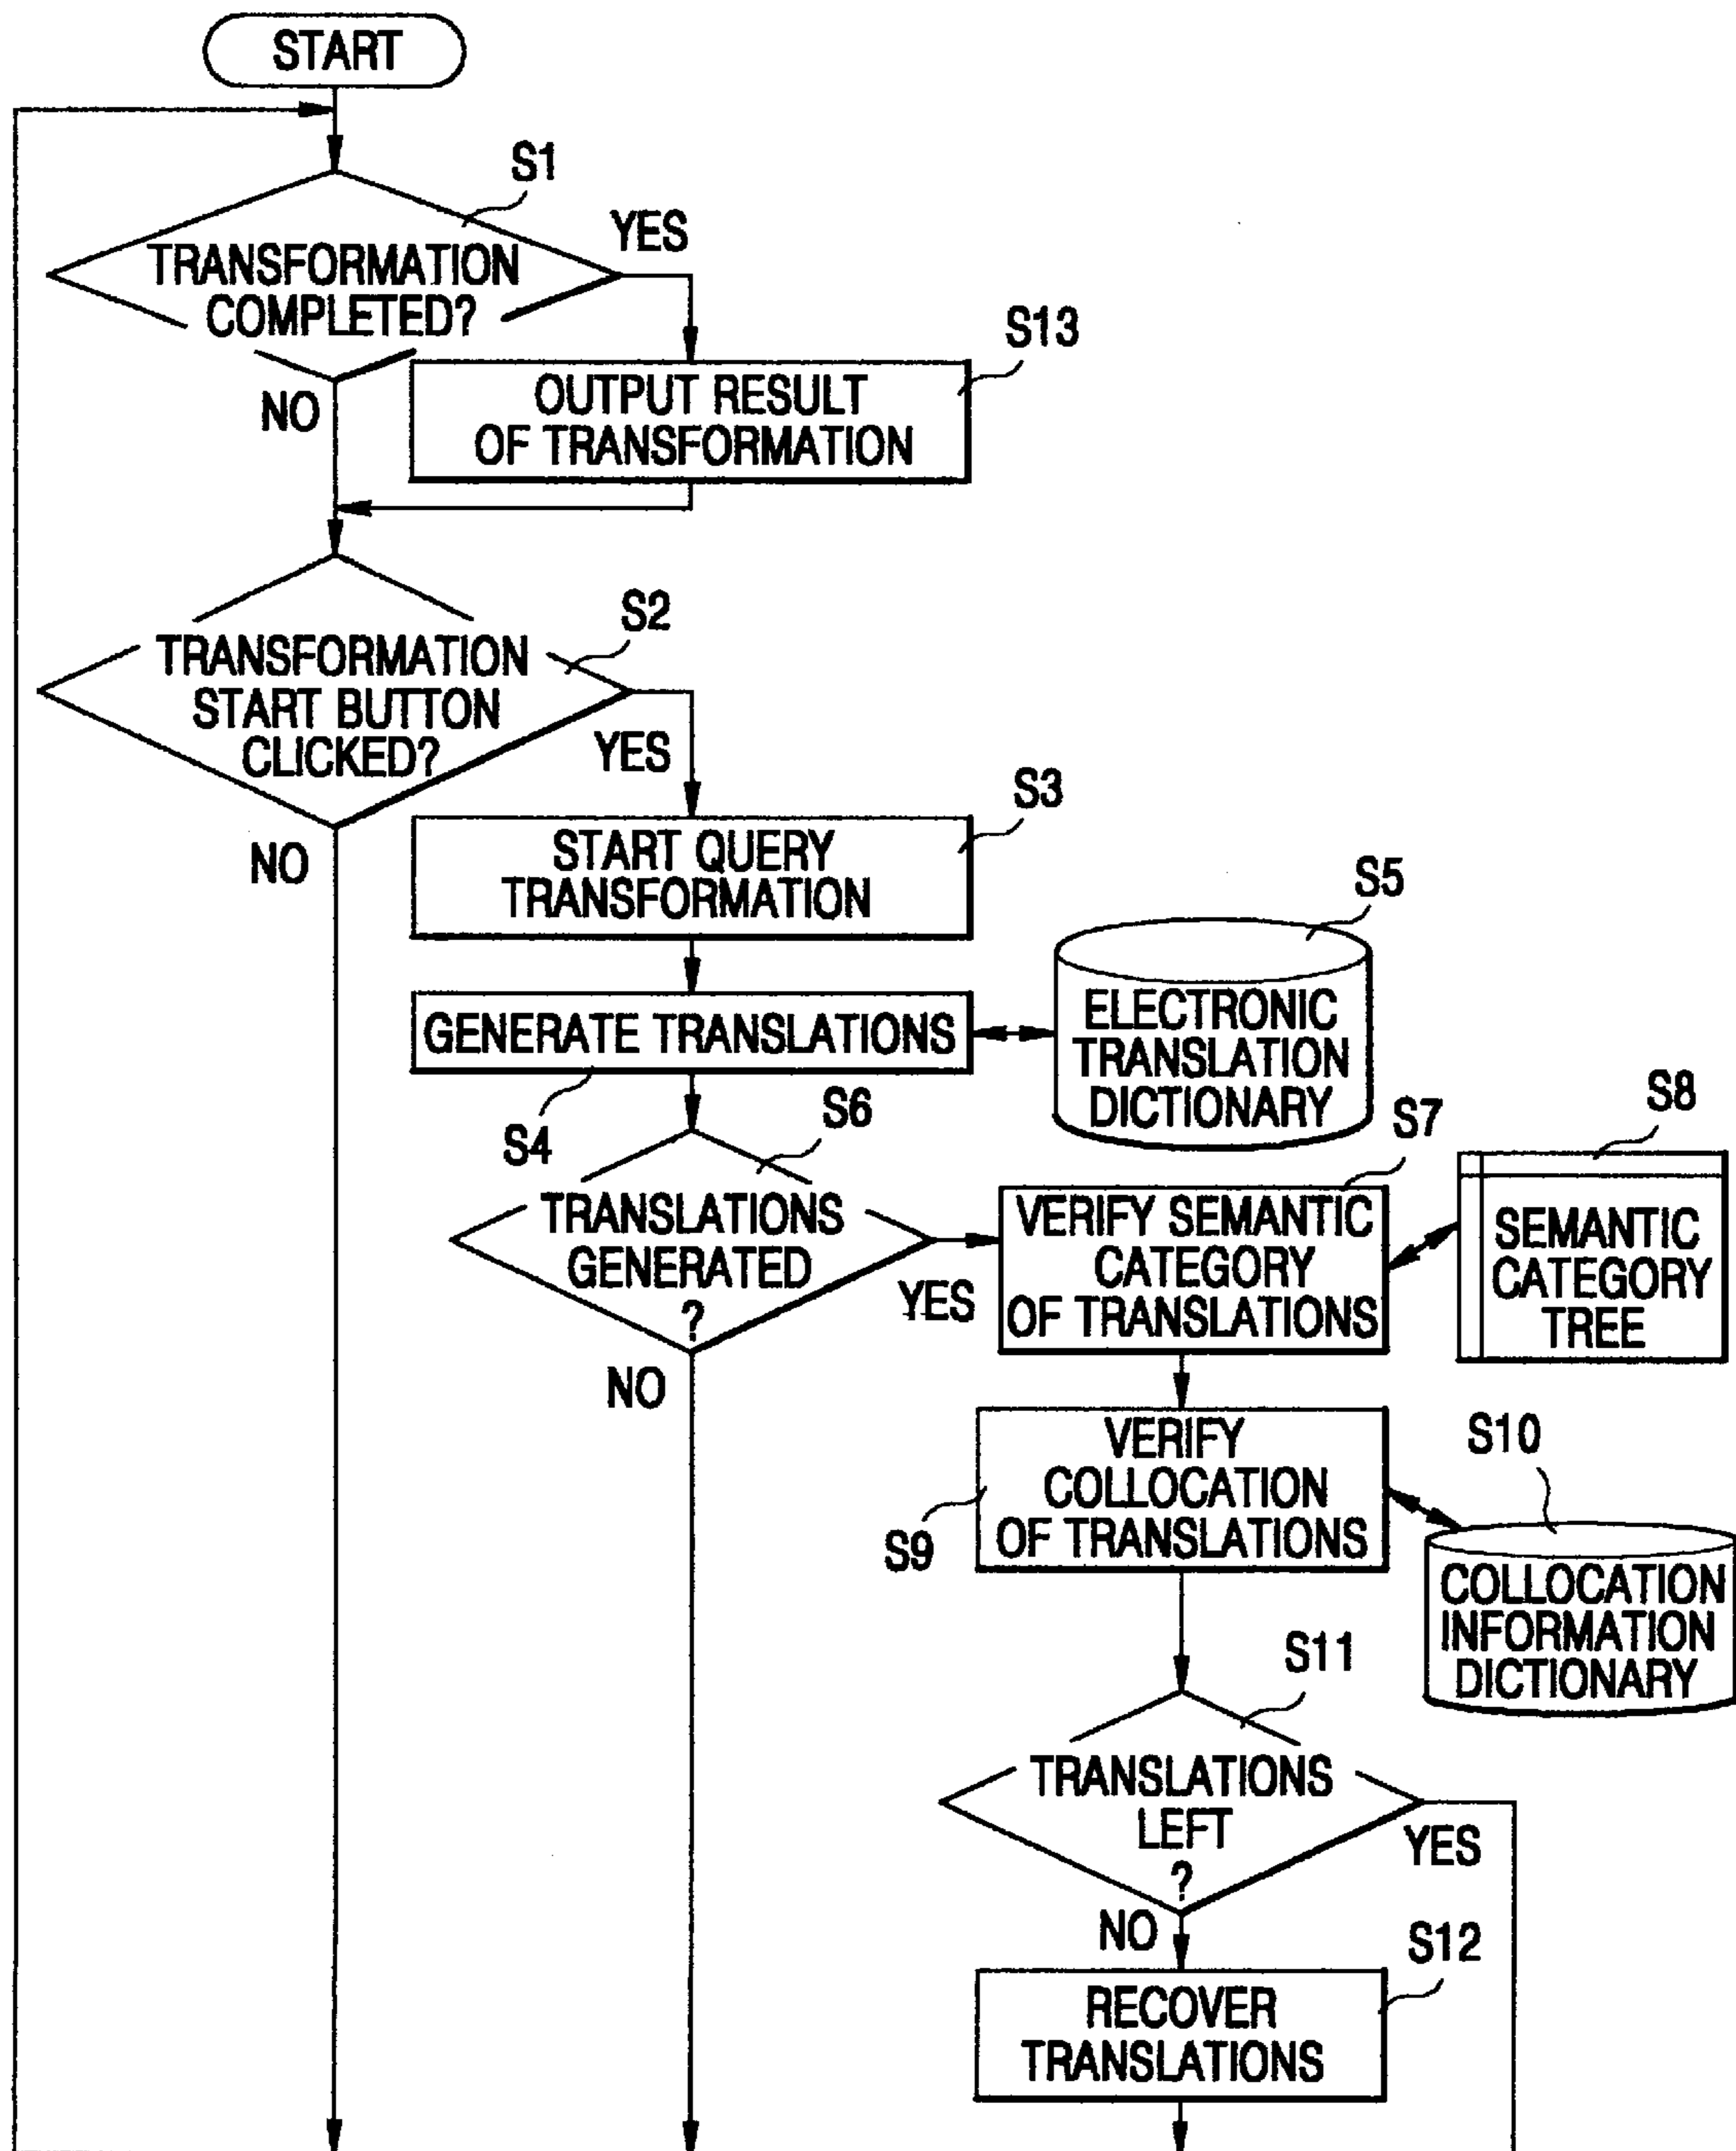 START
S1
YES
TRANSFORMATION
COMPLETED?
S13
NO
OUTPUT RESULT
OF TRANSFORMATION
S2
TRANSFORMATION
START BUTTON
CLICKED?
YES
NO
S3
START QUERY
TRANSFORMATION
S5
GENERATE TRANSLATIONS
ELECTRONIC
TRANSLATION
DICTIONARY
S4
S6
S7
S8
TRANSLATIONS
GENERATED
?
YES
NO
VERIFY SEMANTIC
CATEGORY
OF TRANSLATIONS
SEMANTIC
CATEGORY
TREE
VERIFY
COLLOCATION
OF TRANSLATIONS
S9
S10
COLLOCATION
INFORMATION
DICTIONARY
S11
TRANSLATIONS
LEFT
?
YES
NO
S12
RECOVER
TRANSLATIONS